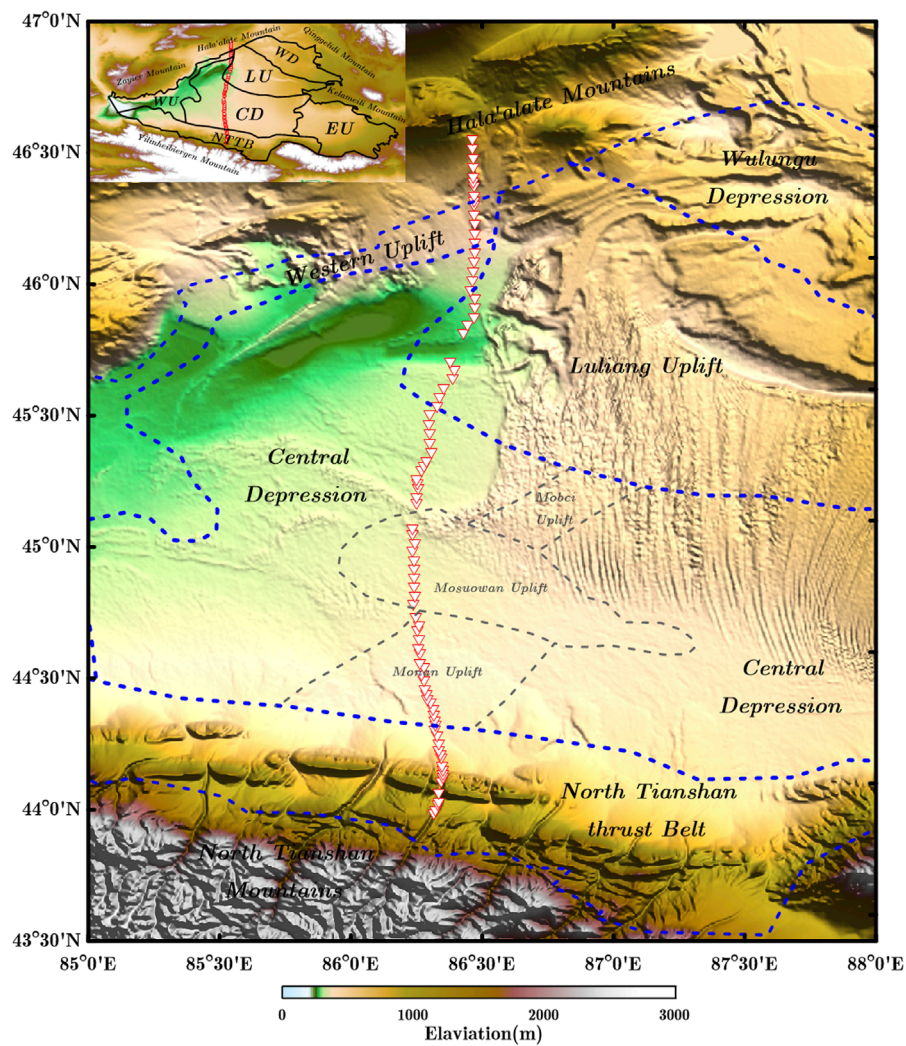 47°0'N
46°30'N
46°0'N
45°30'N
45°0'N
44°30'N
44°0'N
43°30'N
Hala'alate Mountain
Qinggelidi Mountain
Zayier Mountain
WD
LU
WU
Kelameili Mountain
CD
EU
NTTB
Yilinheibiergen Mountain
Hala'alate Mountains
Wulungu
Depression
Western Uplift
Luliang Uplift
Central
Depression
Mobei
Uplift
Mosuowan Uplift
Monan Uplift
Central
Depression
North Tianshan
thrust Belt
North Tianshan
Mountains
85°0'E
85°30'E
86°0'E
86°30'E
87°0'E
87°30'E
88°0'E
0
1000
2000
3000
Elaviation(m)